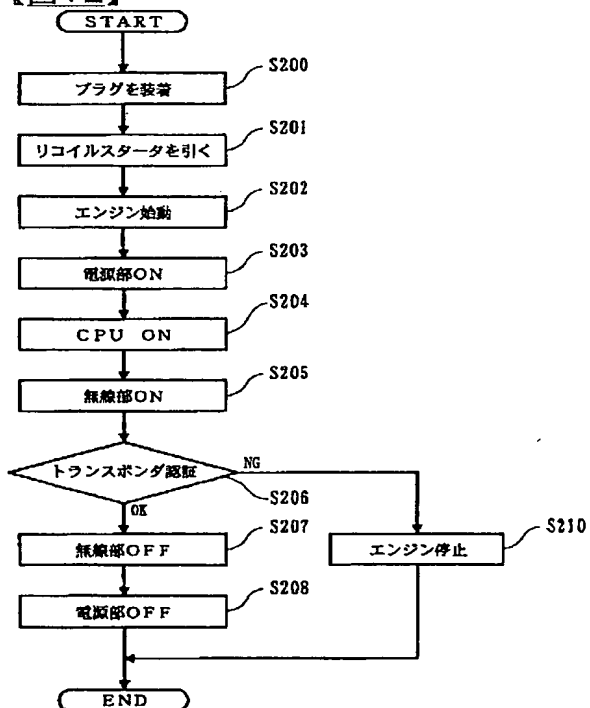 START
S200
プラグを装着
S201
リコイルスタータを引く
S202
エンジン始動
S203
電源部ON
S204
CPU ON
S205
無線部ON
トランスポンダ認証
NG
S206
OK
S207
無線部OFF
S210
エンジン停止
S208
電源部OFF
END